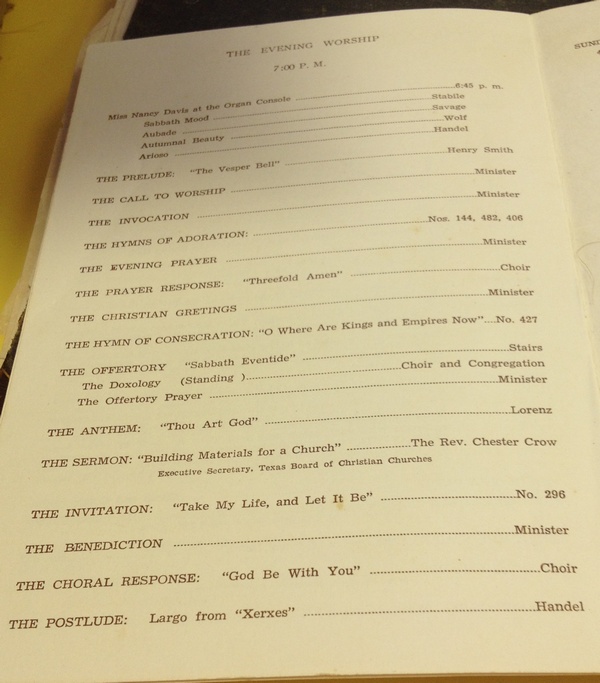 THE EVENING WORSHIP
7:00 P. M.
Miss Nancy Davis at the Organ Console ........ 6:45 p. m.
Sabbath Mood ........ Stabile
Aubade ........ Savage
Autumnal Beauty ........ Wolf
Arioso ........ Handel
THE PRELUDE: "The Vesper Bell" ........ Henry Smith
THE CALL TO WORSHIP ........ Minister
THE INVOCATION ........ Minister
THE HYMNS OF ADORATION: ........ Nos. 144, 482, 406
THE EVENING PRAYER ........ Minister
THE PRAYER RESPONSE: "Threefold Amen" ........ Choir
THE CHRISTIAN GRETINGS ........ Minister
THE HYMN OF CONSECRATION: "O Where Are Kings and Empires Now"....No. 427
THE OFFERTORY "Sabbath Eventide" ........ Stairs
The Doxology (Standing )........ Choir and Congregation
The Offertory Prayer ........ Minister
THE ANTHEM: "Thou Art God" ........ Lorenz
THE SERMON: "Building Materials for a Church" ........ The Rev. Chester Crow
Executive Secretary, Texas Board of Christian Churches
THE INVITATION: "Take My Life, and Let It Be" ........ No. 296
THE BENEDICTION ........ Minister
THE CHORAL RESPONSE: "God Be With You" ........ Choir
THE POSTLUDE: Largo from "Xerxes" ........ Handel